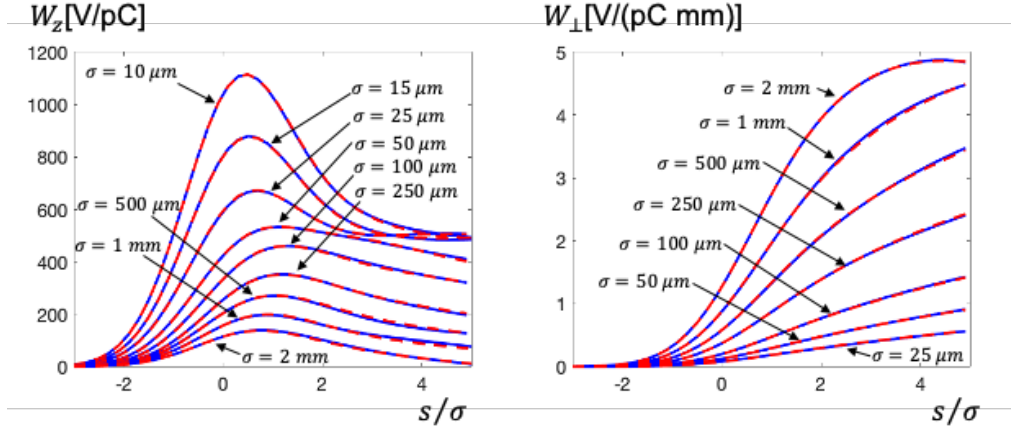 W_z[V/pC]
1200
1000
800
600
400
200
0
-2
0
2
4
s/σ
σ = 10 μm
σ = 15 μm
σ = 25 μm
σ = 50 μm
σ = 100 μm
σ = 250 μm
σ = 500 μm
σ = 1 mm
σ = 2 mm
W_⊥[V/(pC mm)]
5
4
3
2
1
0
-2
0
2
4
s/σ
σ = 2 mm
σ = 1 mm
σ = 500 μm
σ = 250 μm
σ = 100 μm
σ = 50 μm
σ = 25 μm